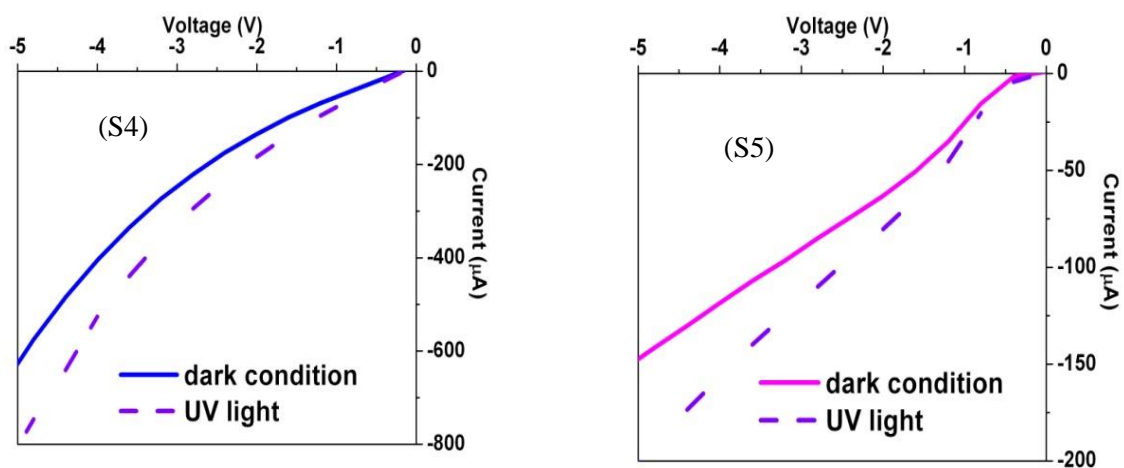 Voltage (V)
-5 -4 -3 -2 -1 0
0
-200
-400
-600
-800
Current (μA)
(S4)
dark condition
UV light
Voltage (V)
-5 -4 -3 -2 -1 0
0
-50
-100
-150
-200
Current (μA)
(S5)
dark condition
UV light